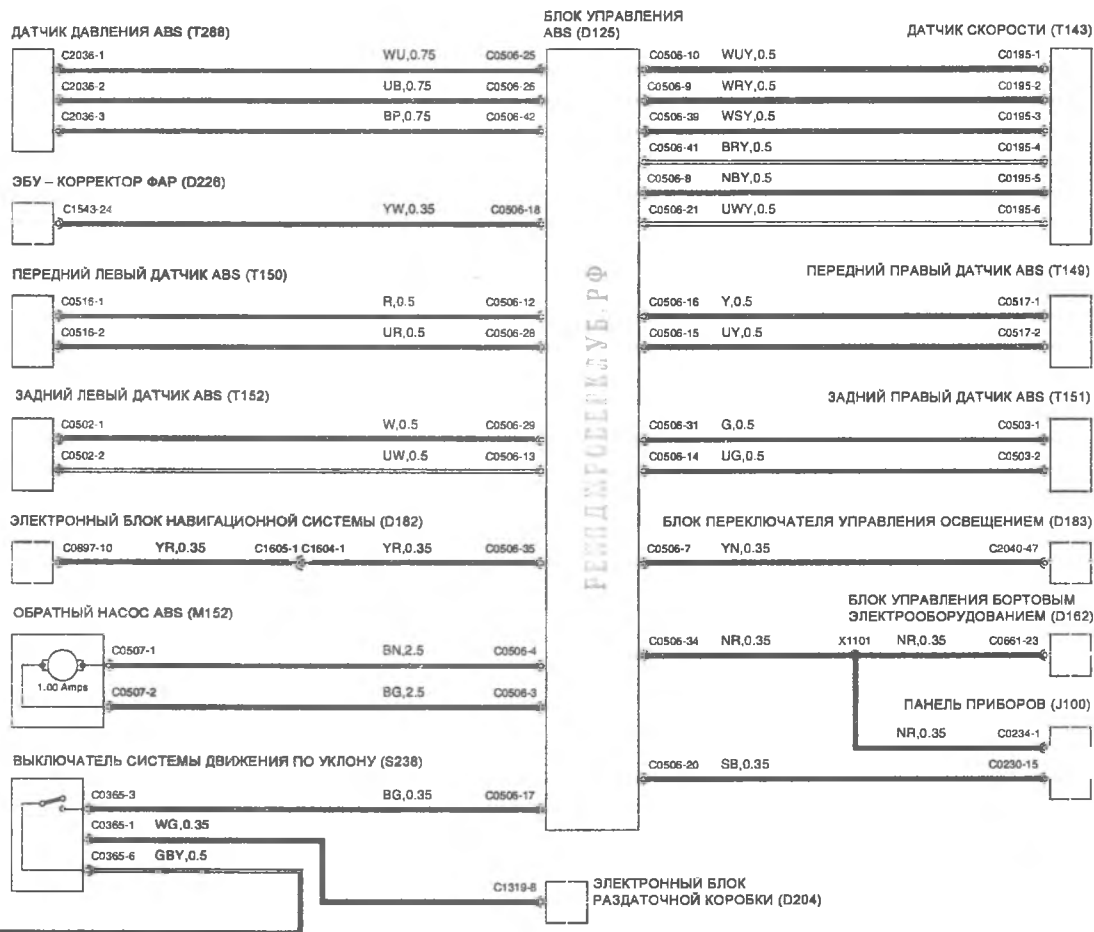 ДАТЧИК ДАВЛЕНИЯ ABS (T288)
C2036-1 WU,0.75 C0506-25
C2036-2 UB,0.75 C0506-26
C2036-3 BP,0.75 C0506-42
ЭБУ – КОРРЕКТОР ФАР (D226)
C1543-24 YW,0.35 C0506-18
ПЕРЕДНИЙ ЛЕВЫЙ ДАТЧИК ABS (T150)
C0516-1 R,0.5 C0506-12
C0516-2 UR,0.5 C0506-28
ЗАДНИЙ ЛЕВЫЙ ДАТЧИК ABS (T152)
C0502-1 W,0.5 C0506-29
C0502-2 UW,0.5 C0506-13
ЭЛЕКТРОННЫЙ БЛОК НАВИГАЦИОННОЙ СИСТЕМЫ (D182)
C0897-10 YR,0.35 C1605-1 C1604-1 YR,0.35 C0506-35
ОБРАТНЫЙ НАСОС ABS (M152)
C0507-1 BN,2.5 C0506-4
1.00 Amps
C0507-2 BG,2.5 C0506-3
ВЫКЛЮЧАТЕЛЬ СИСТЕМЫ ДВИЖЕНИЯ ПО УКЛОНУ (S238)
C0365-3 BG,0.35 C0506-17
C0365-1 WG,0.35
C0365-6 GBY,0.5
C1319-8
ЭЛЕКТРОННЫЙ БЛОК
РАЗДАТОЧНОЙ КОРОБКИ (D204)
БЛОК УПРАВЛЕНИЯ
ABS (D125)
РЕНДЖРОВЕРКЛУБ.РФ
ДАТЧИК СКОРОСТИ (T143)
C0506-10 WUY,0.5 C0195-1
C0506-9 WRY,0.5 C0195-2
C0506-39 WSY,0.5 C0195-3
C0506-41 BRY,0.5 C0195-4
C0506-8 NBY,0.5 C0195-5
C0506-21 UWY,0.5 C0195-6
ПЕРЕДНИЙ ПРАВЫЙ ДАТЧИК ABS (T149)
C0506-16 Y,0.5 C0517-1
C0506-15 UY,0.5 C0517-2
ЗАДНИЙ ПРАВЫЙ ДАТЧИК ABS (T151)
C0506-31 G,0.5 C0503-1
C0506-14 UG,0.5 C0503-2
БЛОК ПЕРЕКЛЮЧАТЕЛЯ УПРАВЛЕНИЯ ОСВЕЩЕНИЕМ (D183)
C0506-7 YN,0.35 C2040-47
БЛОК УПРАВЛЕНИЯ БОРТОВЫМ
ЭЛЕКТРООБОРУДОВАНИЕМ (D162)
C0506-34 NR,0.35 X1101 NR,0.35 C0661-23
ПАНЕЛЬ ПРИБОРОВ (J100)
NR,0.35 C0234-1
C0506-20 SB,0.35 C0230-15